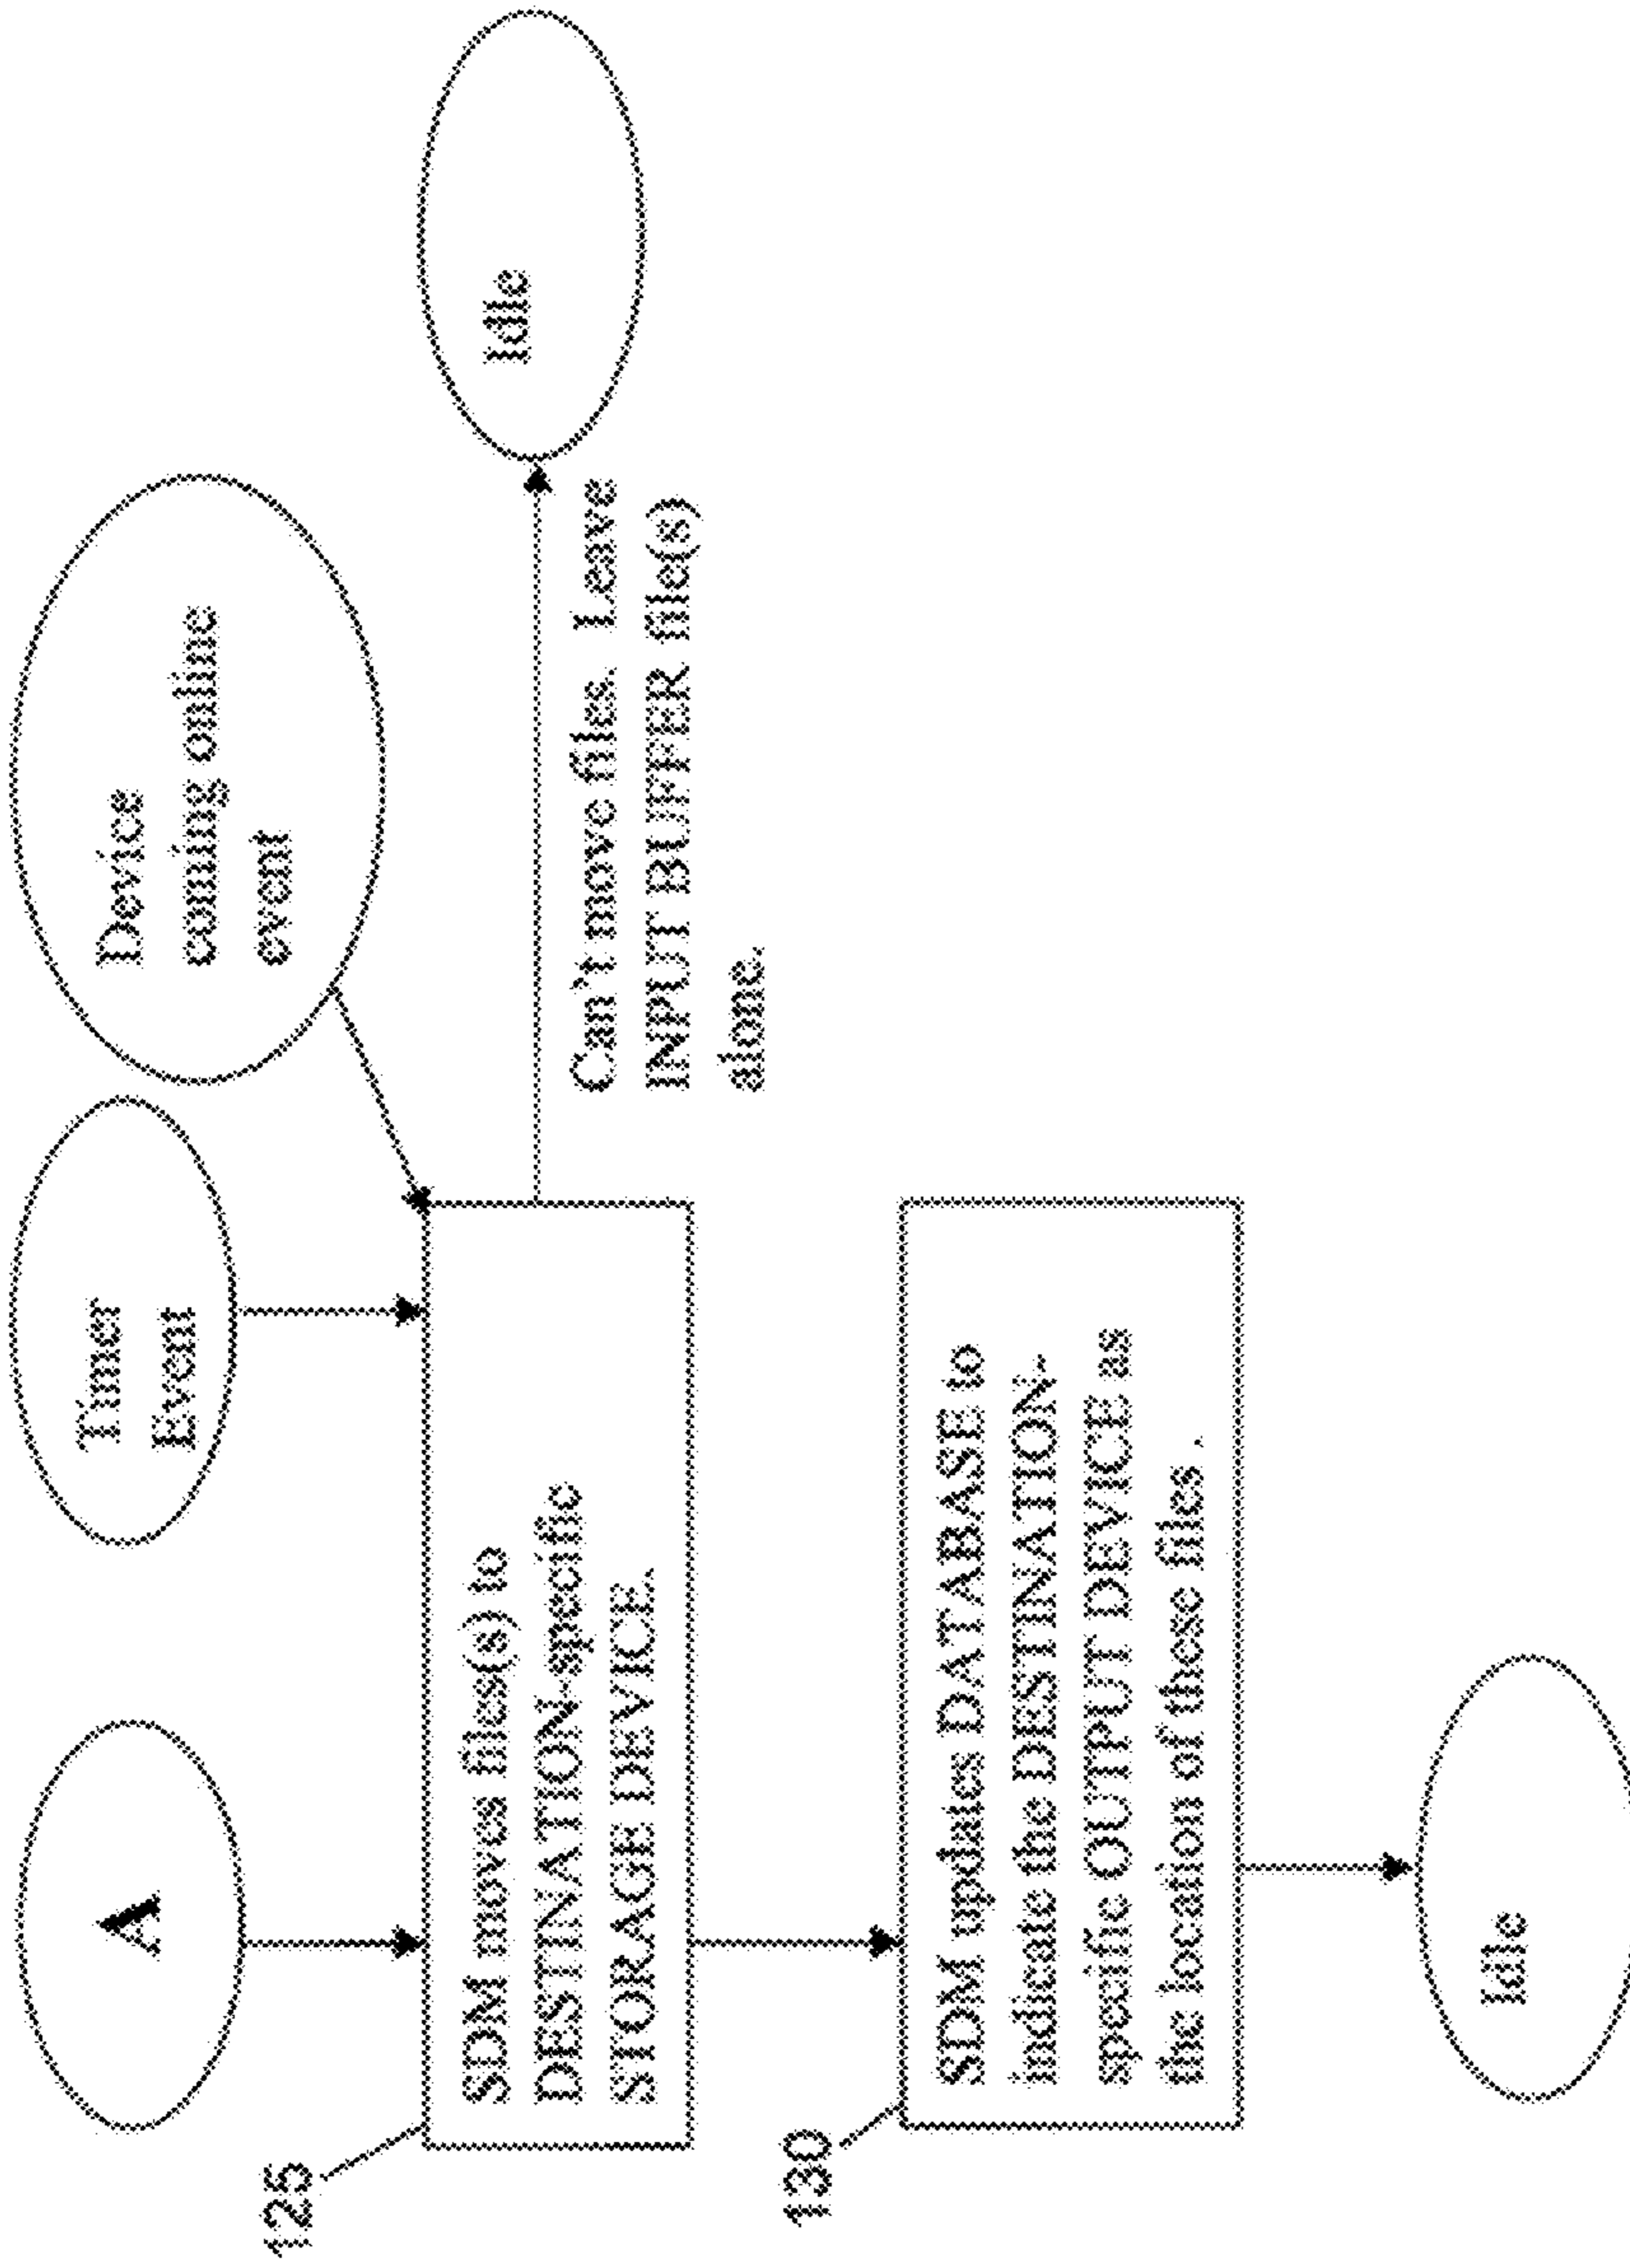 A
Timer
Event
Device
coming online
event
125
SDM moves files(s) to
DESTINATION-specific
STORAGE DEVICE.
Can't move files. Leave
INPUT BUFFER file(s)
alone.
Idle
130
SDM updates DATABASE to
indicate the DESTINATION-
specific OUTPUT DEVICE as
the location of these files .
Idle